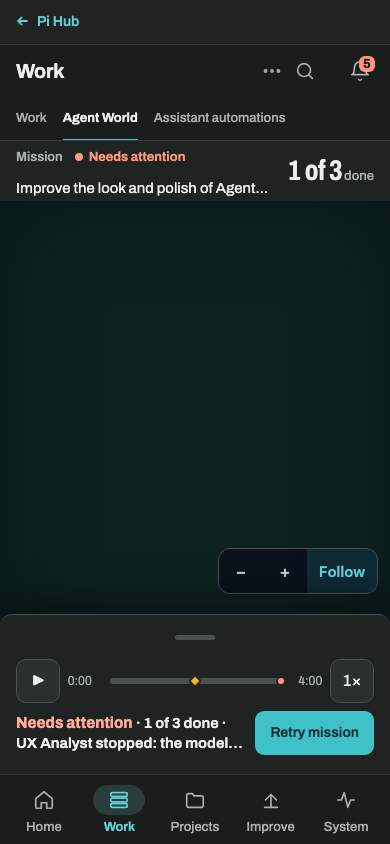 Pi Hub
Work
5
Work Agent World Assistant automations
Mission Needs attention
1 of 3 done
Improve the look and polish of Agent...
− + Follow
0:00 4:00 1×
Needs attention · 1 of 3 done ·
UX Analyst stopped: the model...
Retry mission
Home Work Projects Improve System